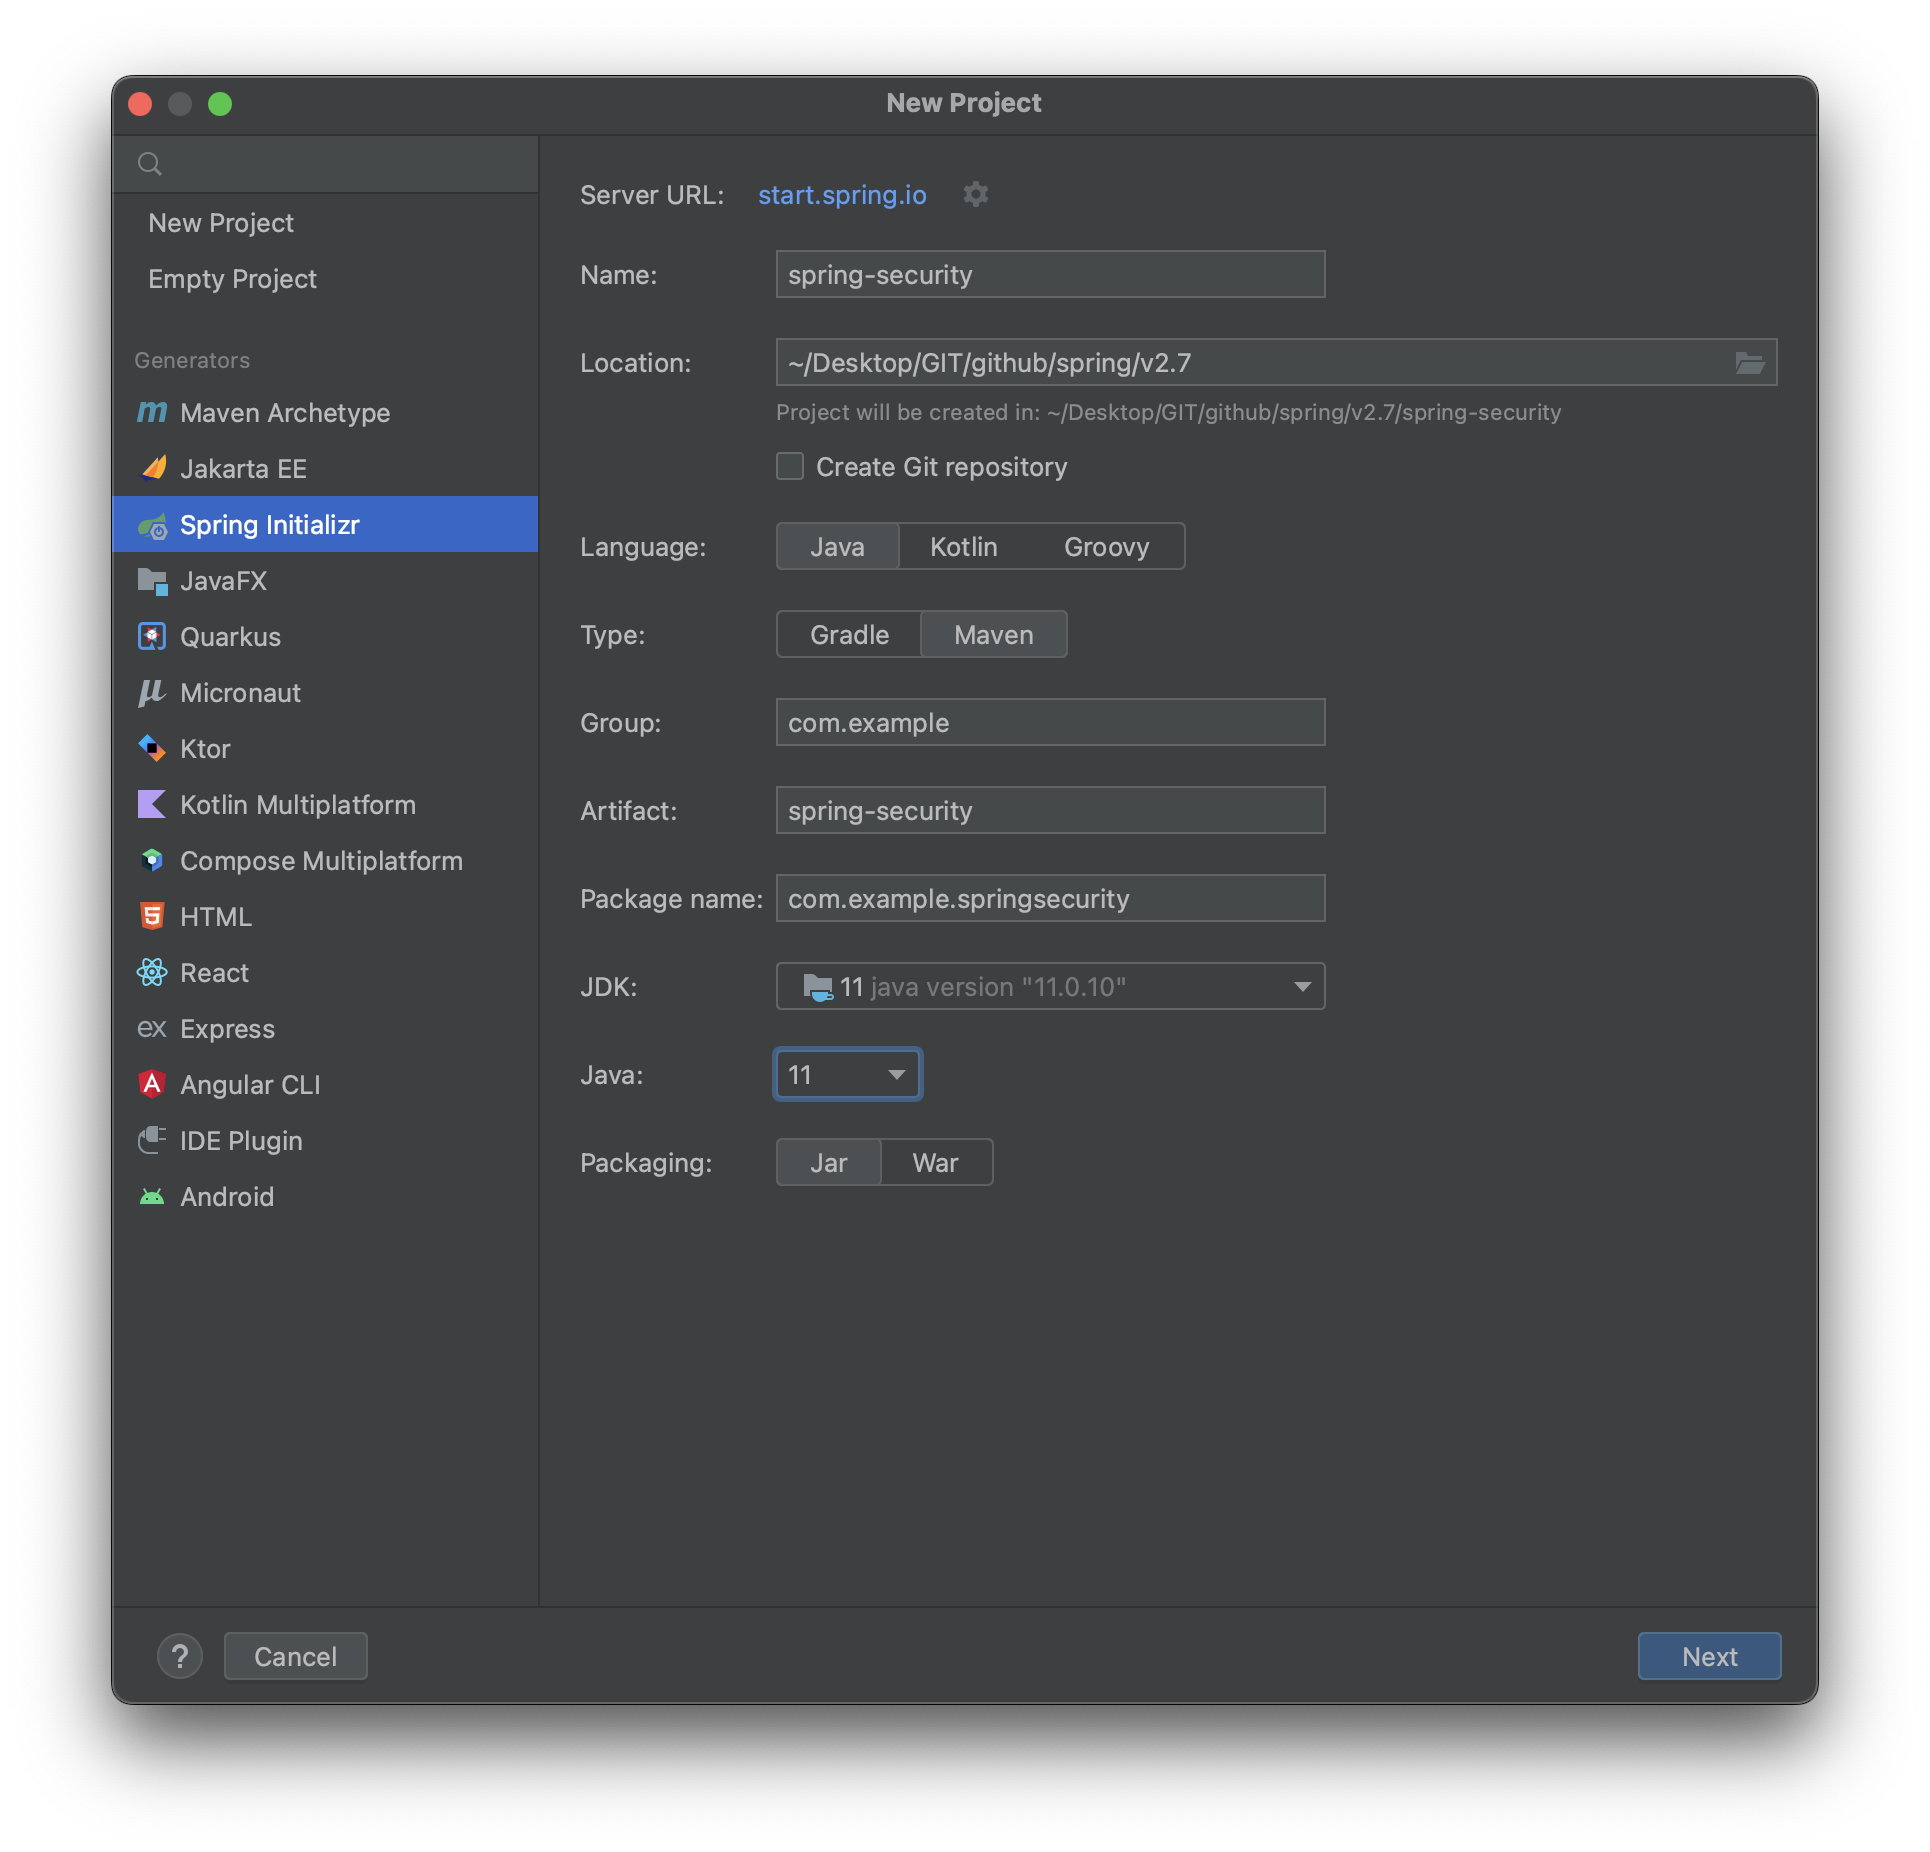 New Project
New Project
Empty Project
Generators
Maven Archetype
Jakarta EE
Spring Initializr
JavaFX
Quarkus
Micronaut
Ktor
Kotlin Multiplatform
Compose Multiplatform
HTML
React
Express
Angular CLI
IDE Plugin
Android
Server URL: start.spring.io
Name: spring-security
Location: ~/Desktop/GIT/github/spring/v2.7
Project will be created in: ~/Desktop/GIT/github/spring/v2.7/spring-security
Create Git repository
Language: Java Kotlin Groovy
Type: Gradle Maven
Group: com.example
Artifact: spring-security
Package name: com.example.springsecurity
JDK: 11 java version "11.0.10"
Java: 11
Packaging: Jar War
? Cancel Next